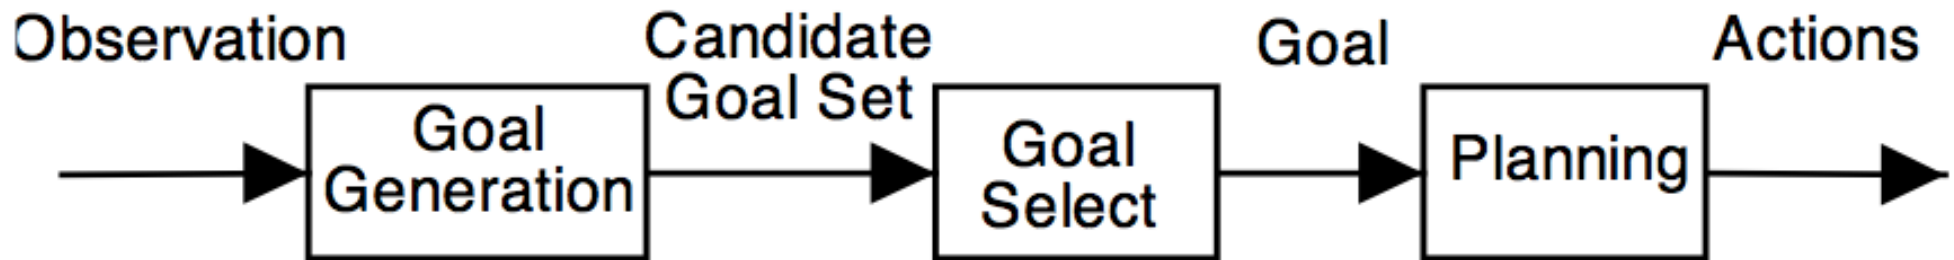 Observation
Goal
Generation
Candidate
Goal Set
Goal
Select
Goal
Planning
Actions